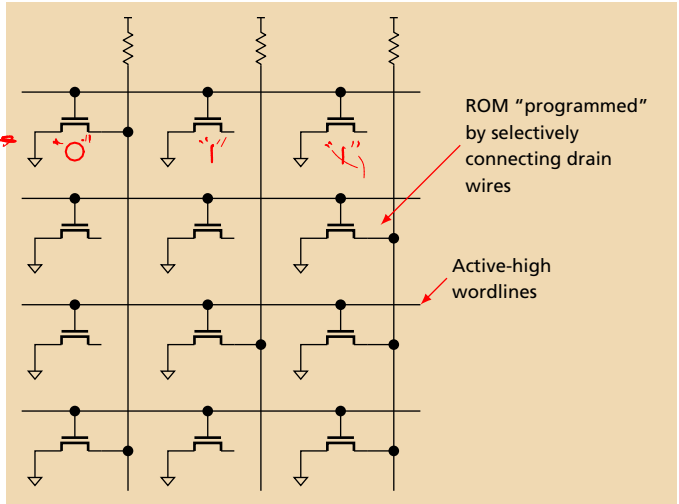 ROM “programmed”
by selectively
connecting drain
wires
"0" "1" "1"
Active-high
wordlines